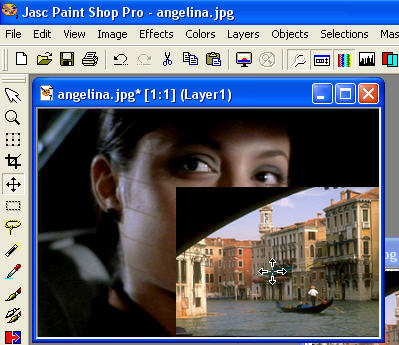 Jasc Paint Shop Pro - angelina.jpg
File Edit View Image Effects Colors Layers Objects Selections Mas
angelina.jpg* [1:1] (Layer1)